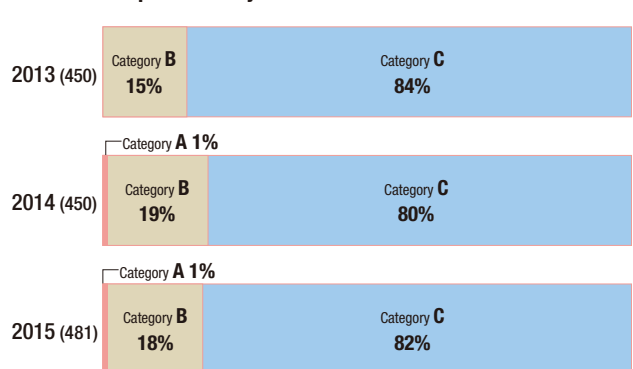 2013 (450)
Category B
15%
Category C
84%
Category A 1%
2014 (450)
Category B
19%
Category C
80%
Category A 1%
2015 (481)
Category B
18%
Category C
82%